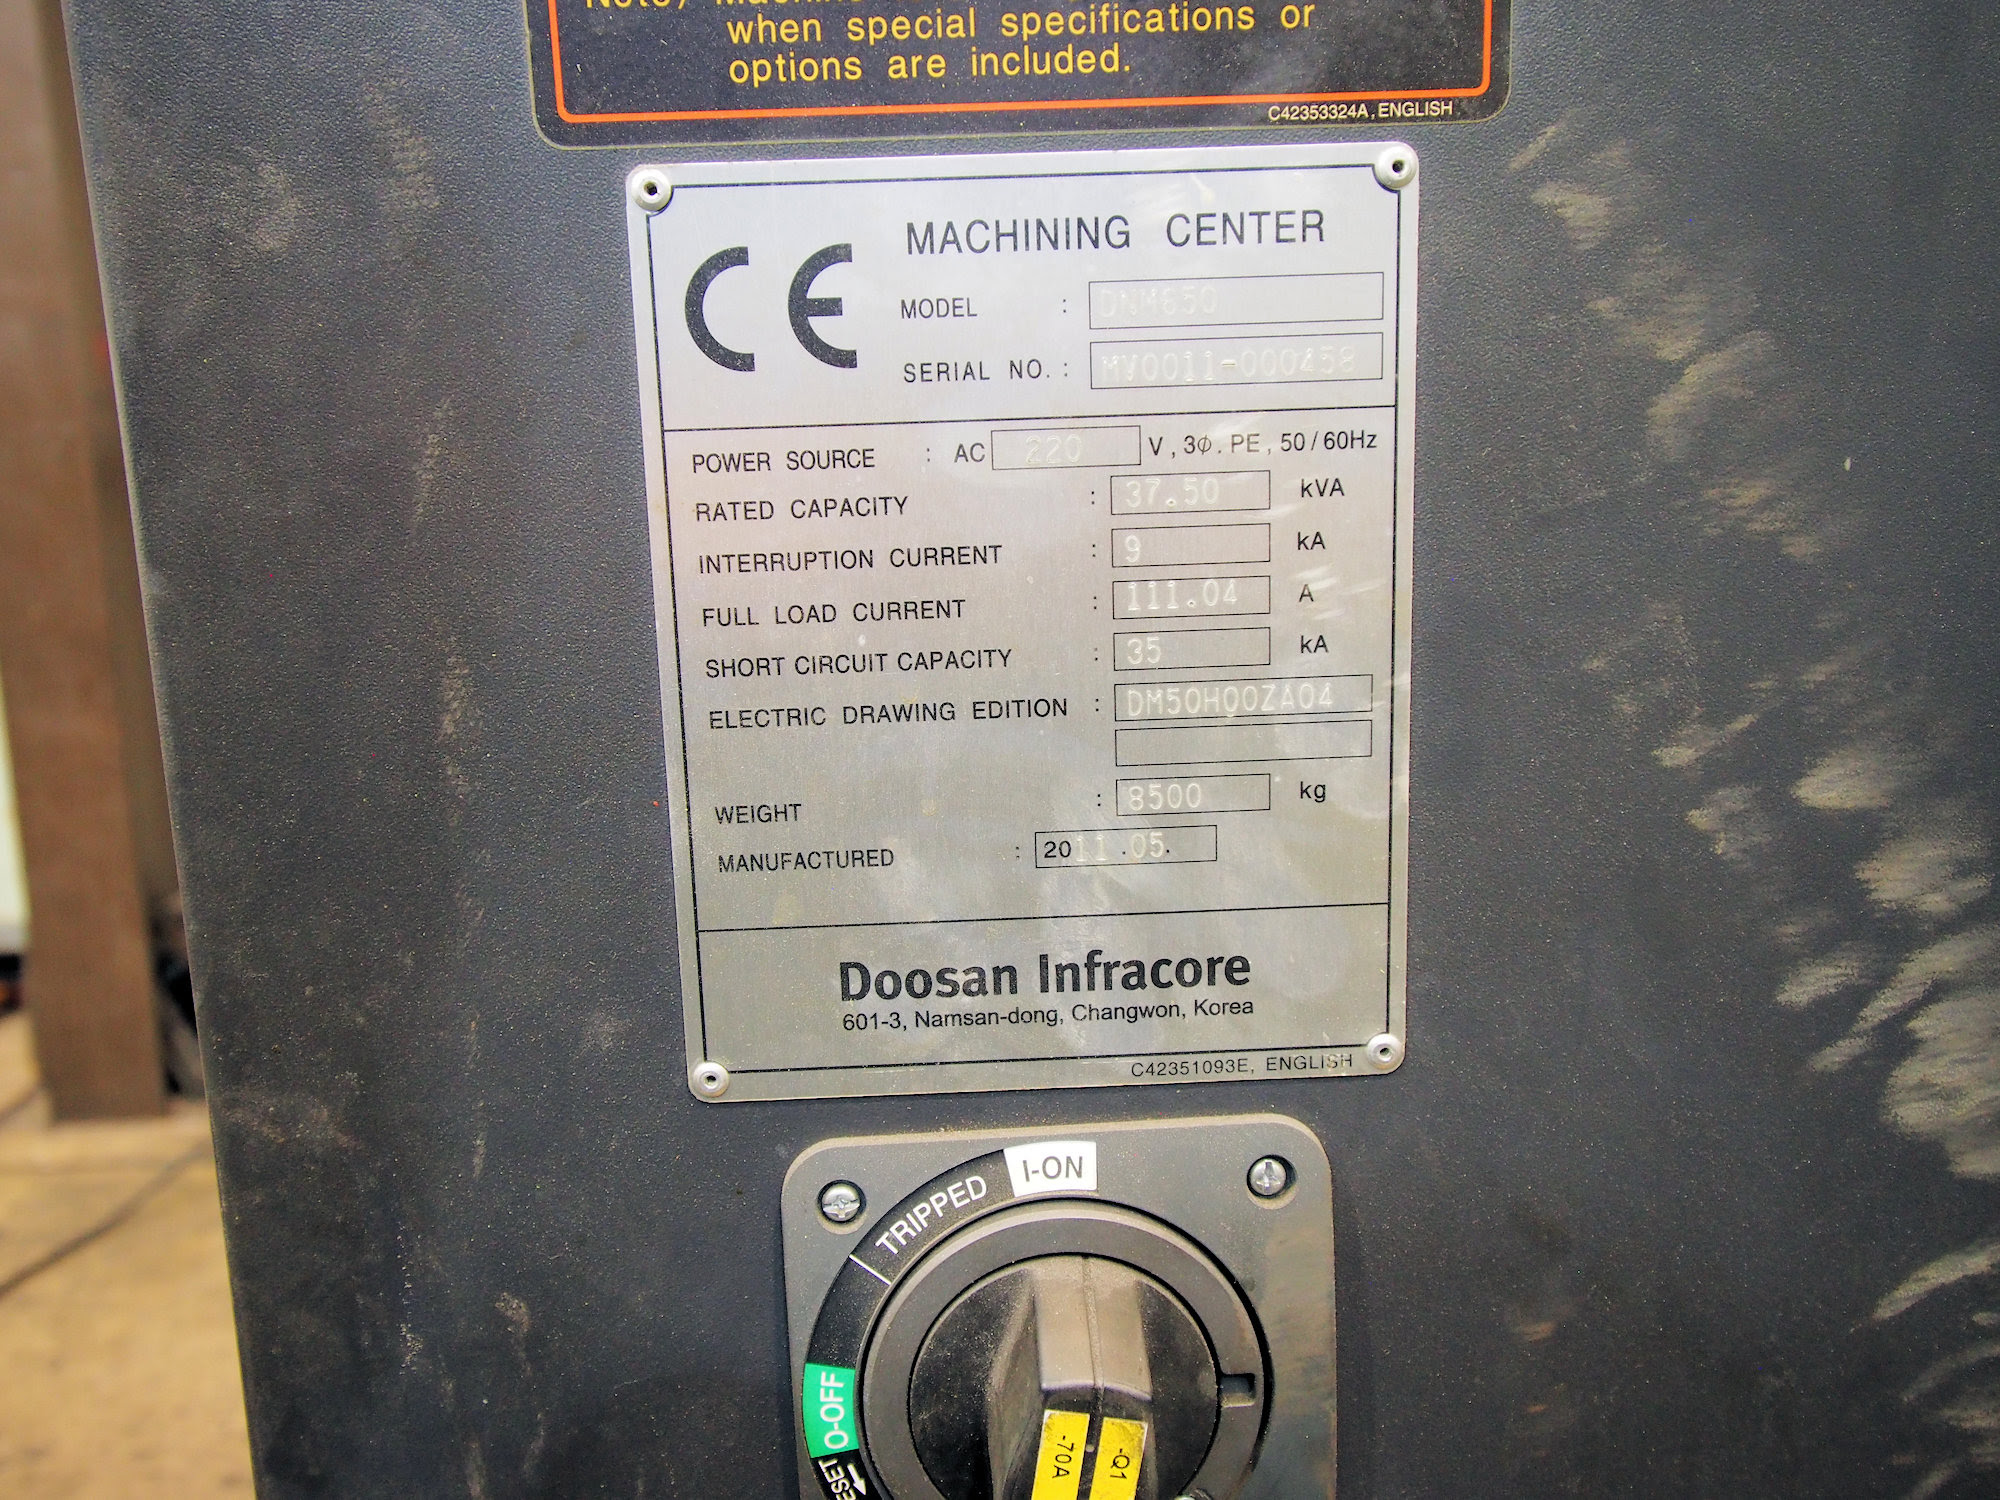 when special specifications or
options are included.
C42353324A, ENGLISH
CE
MACHINING CENTER
MODEL : DNM650
SERIAL NO. : MV0011-000458
POWER SOURCE : AC 220 V, 3Φ. PE, 50/60Hz
RATED CAPACITY : 37.50 kVA
INTERRUPTION CURRENT : 9 kA
FULL LOAD CURRENT : 111.04 A
SHORT CIRCUIT CAPACITY : 35 kA
ELECTRIC DRAWING EDITION : DM50H00ZA04
WEIGHT : 8500 kg
MANUFACTURED : 2011.05.
Doosan Infracore
601-3, Namsan-dong, Changwon, Korea
C42351093E, ENGLISH
I-ON
TRIPPED
O-OFF
-70A
-Q1